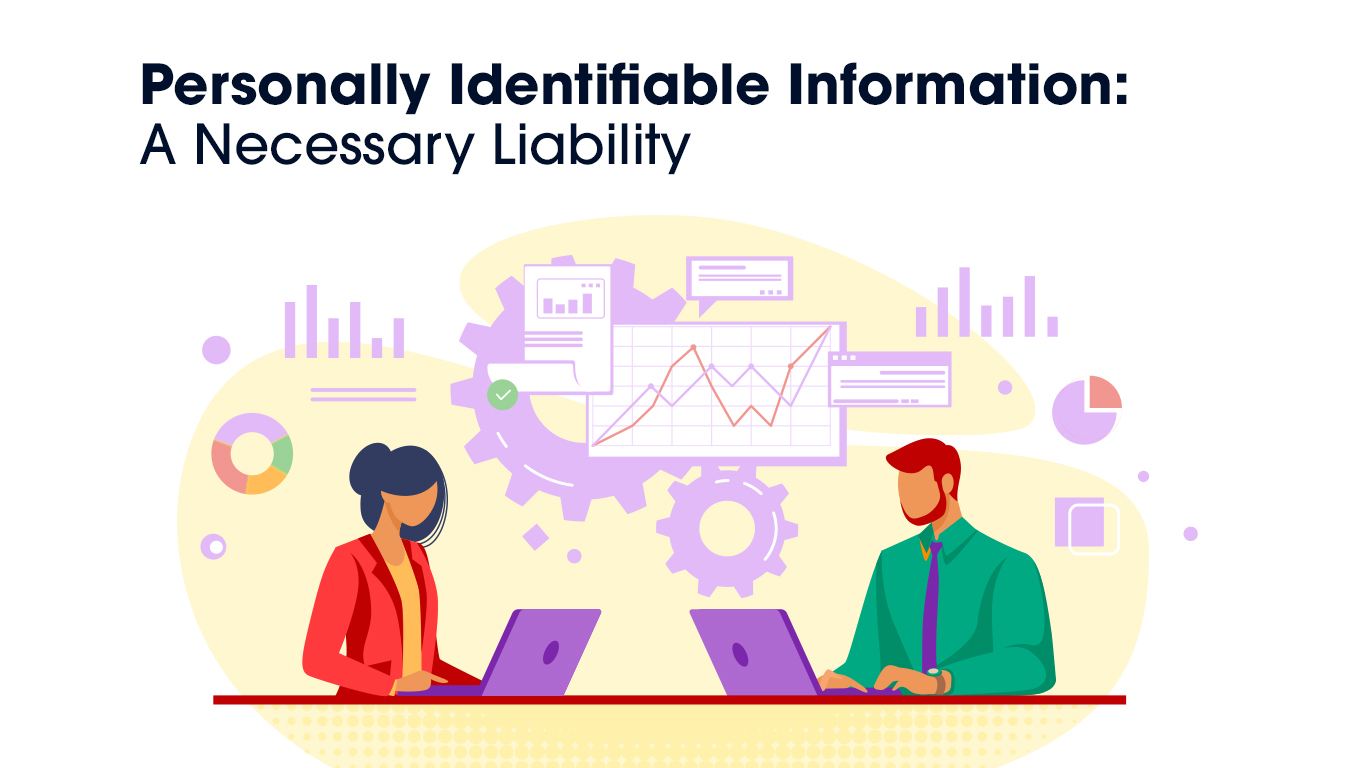 Personally Identifiable Information:
A Necessary Liability